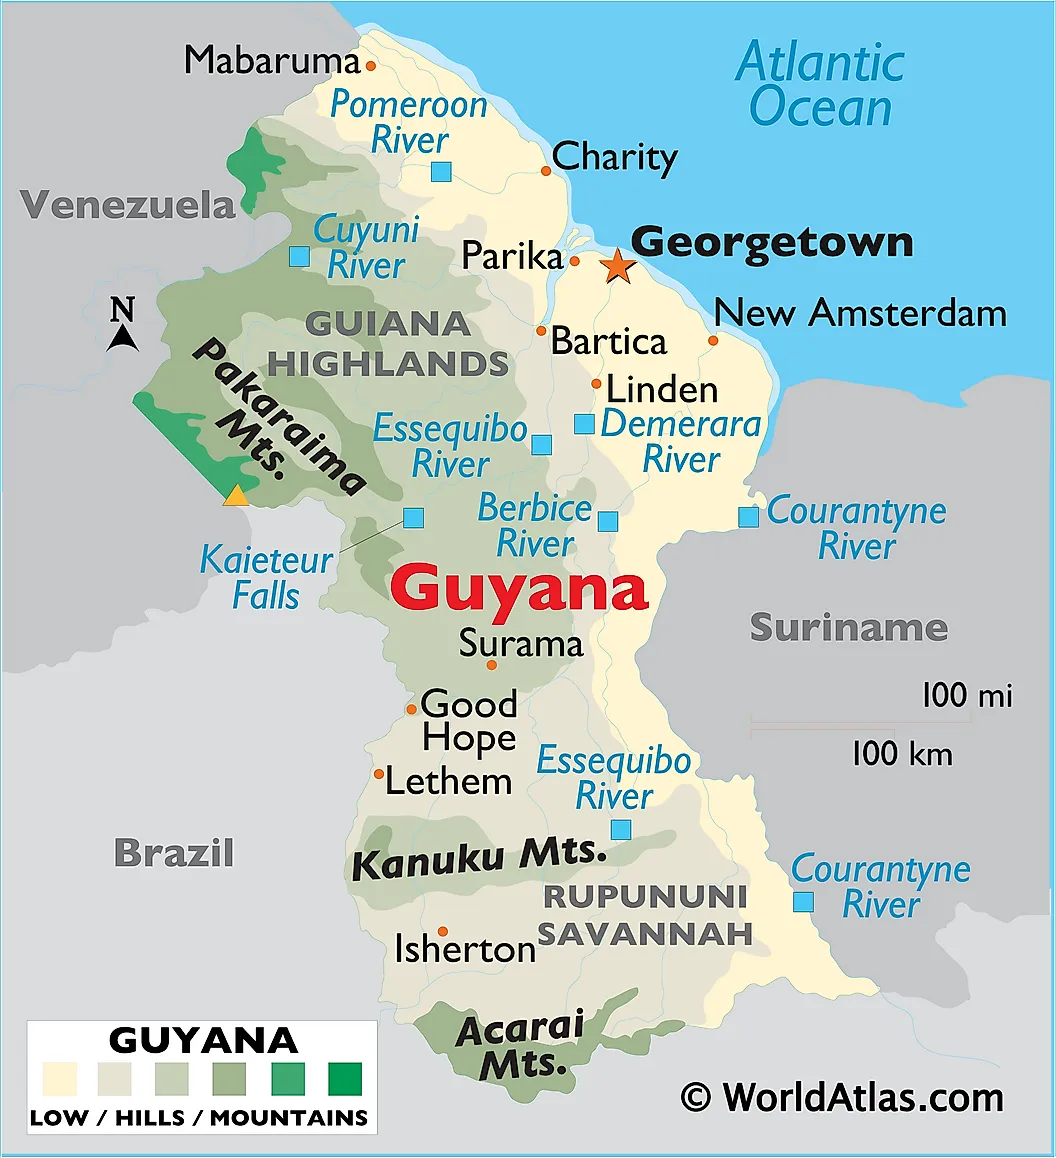 Mabaruma
Atlantic
Ocean
Pomeroon
River
Charity
Venezuela
Cuyuni
River
Parika
Georgetown
N
New Amsterdam
GUIANA
HIGHLANDS
Bartica
Pakaraima
Mts.
Linden
Essequibo
River
Demerara
River
Berbice
River
Courantyne
River
Kaieteur
Falls
Guyana
Suriname
Surama
100 mi
Good
Hope
100 km
Essequibo
River
Lethem
Brazil
Kanuku Mts.
Courantyne
River
RUPUNUNI
SAVANNAH
Isherton
Acarai
Mts.
GUYANA
LOW / HILLS / MOUNTAINS
© WorldAtlas.com